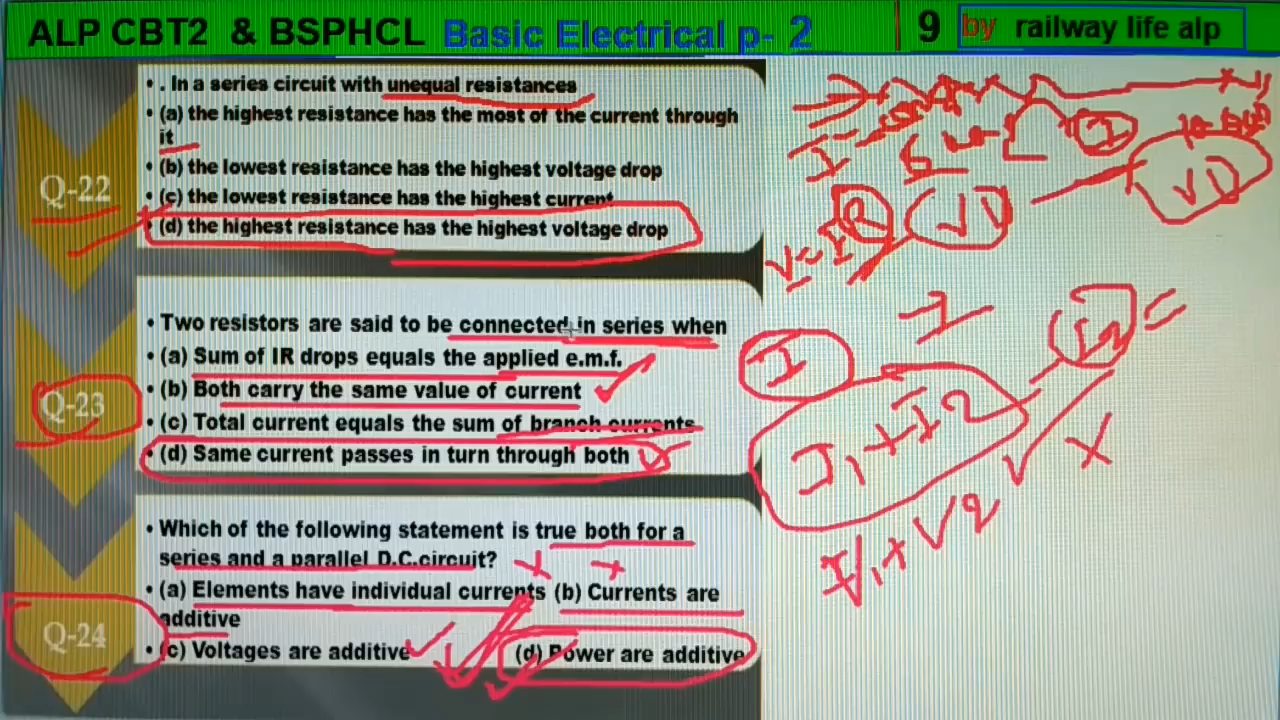 ALP CBT2 & BSPHCL Basic Electrical p- 2 9 by railway life alp
Q-22
• . In a series circuit with unequal resistances
• (a) the highest resistance has the most of the current through
it
• (b) the lowest resistance has the highest voltage drop
• (c) the lowest resistance has the highest current
• (d) the highest resistance has the highest voltage drop
I
I
VD
VD
V=IR
Q-23
• Two resistors are said to be connected in series when
• (a) Sum of IR drops equals the applied e.m.f.
• (b) Both carry the same value of current
• (c) Total current equals the sum of branch currents
• (d) Same current passes in turn through both
I
I
I2 =
I1+I2
V1+V2
Q-24
• Which of the following statement is true both for a
series and a parallel D.C.circuit?
• (a) Elements have individual currents (b) Currents are
additive
• (c) Voltages are additive (d) Power are additive